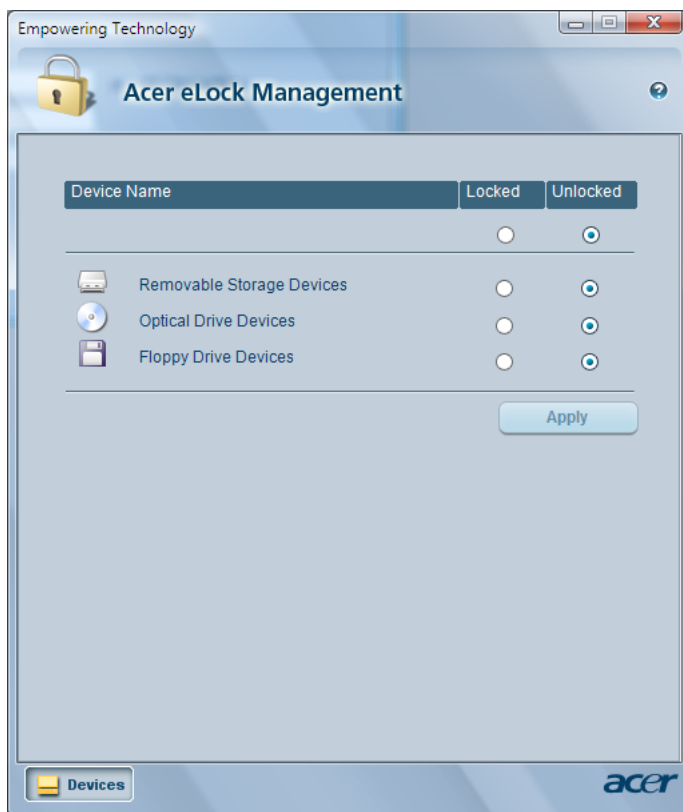 Empowering Technology
Acer eLock Management
Device Name Locked Unlocked
Removable Storage Devices
Optical Drive Devices
Floppy Drive Devices
Apply
Devices
acer